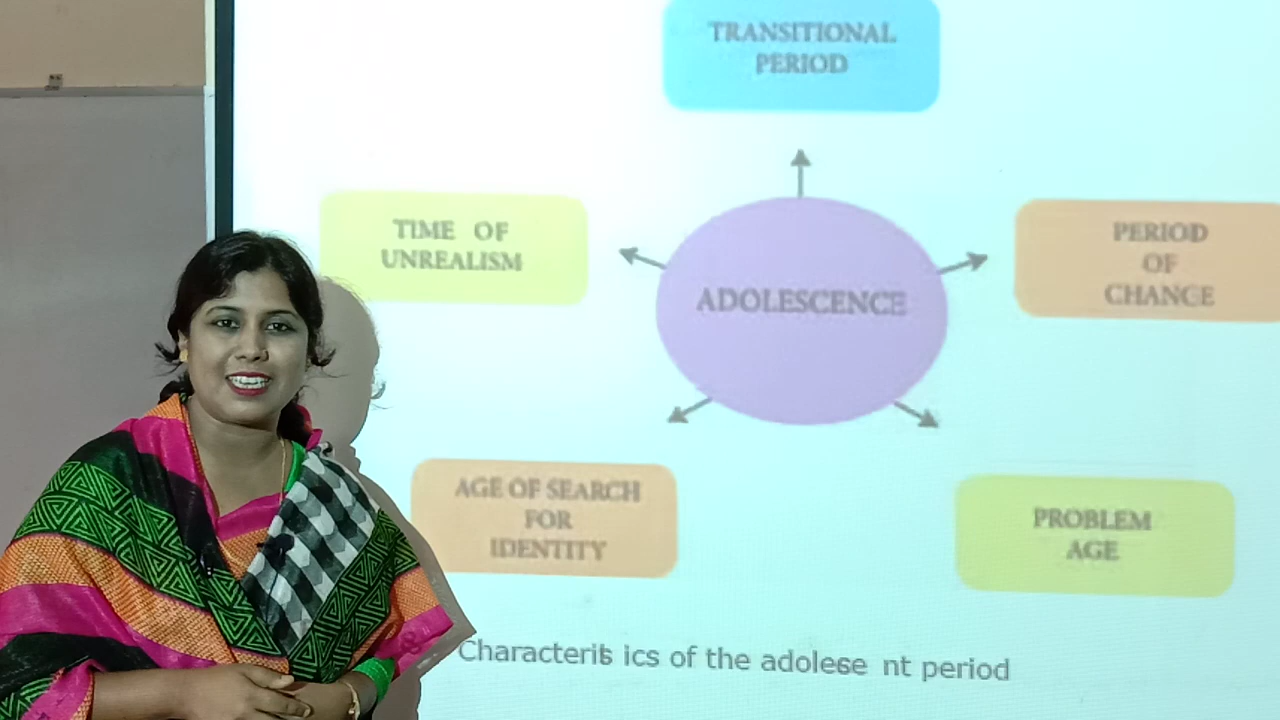 TRANSITIONAL
PERIOD
TIME OF
UNREALISM
ADOLESCENCE
PERIOD
OF
CHANCE
AGE OF SEARCH
FOR
IDENTITY
PROBLEM
AGE
Characterit ics of the adolese nt period